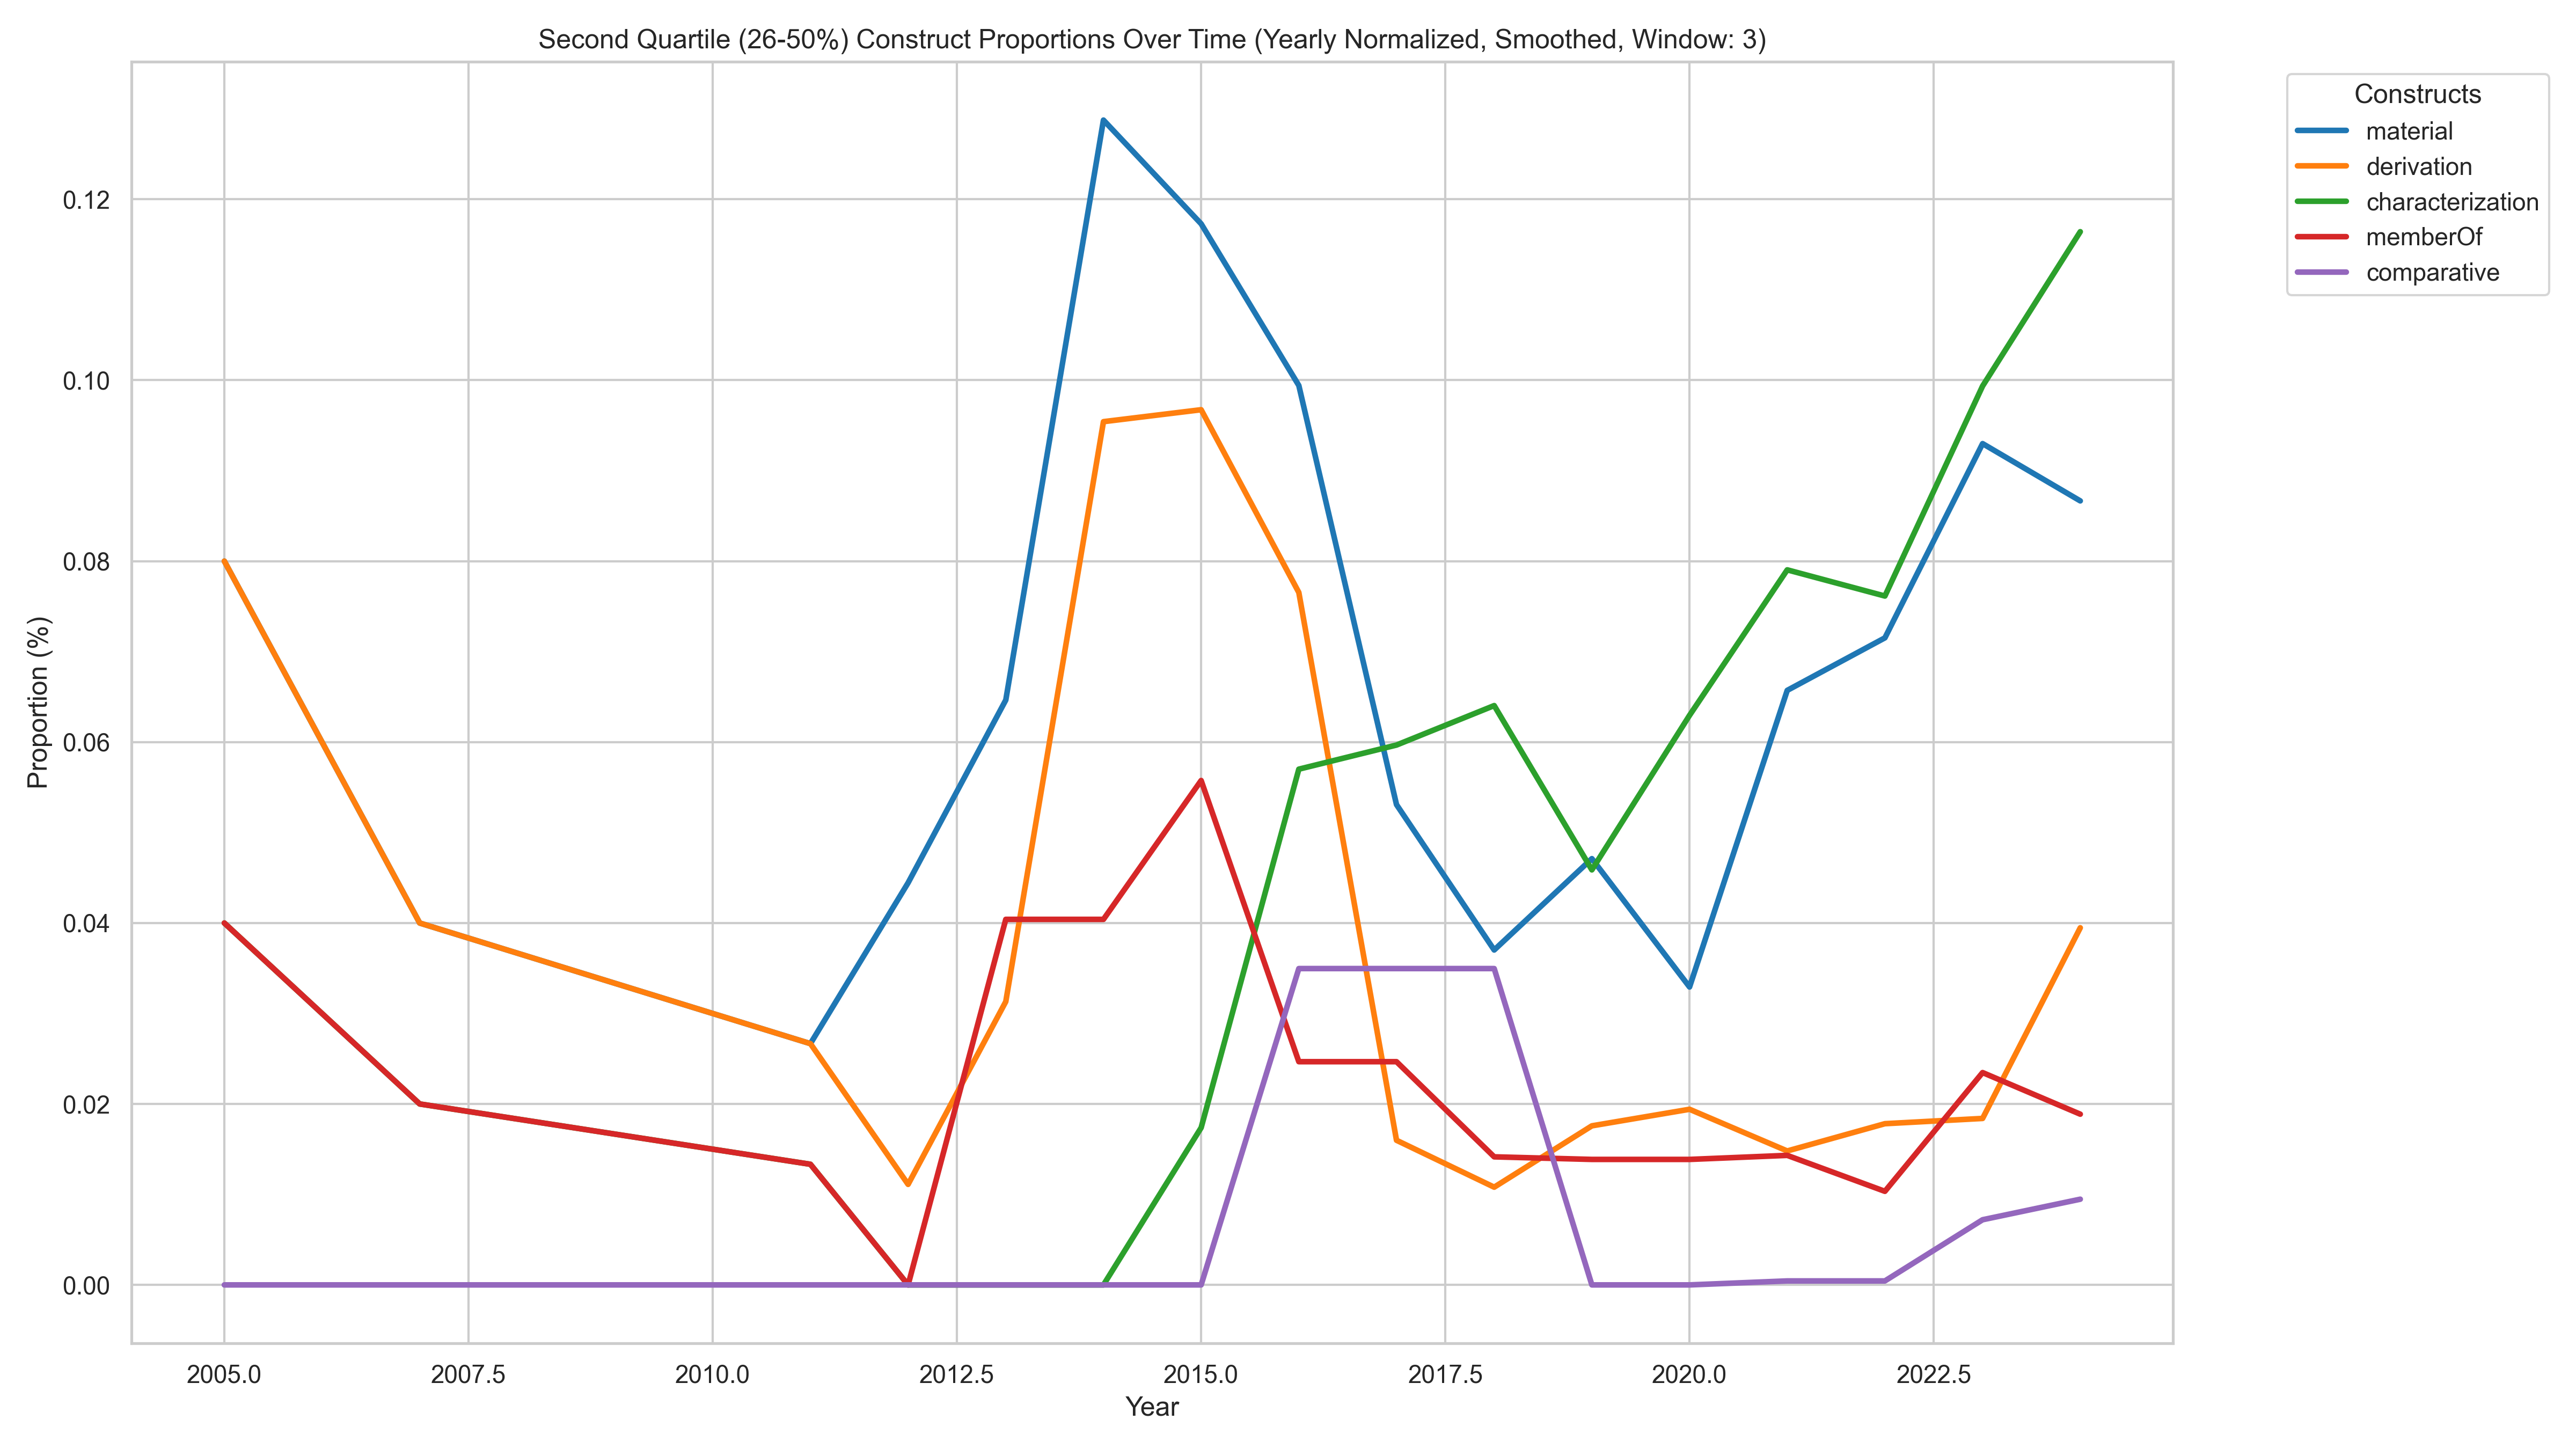 Second Quartile (26-50%) Construct Proportions Over Time (Yearly Normalized, Smoothed, Window: 3)
Constructs
material
derivation
characterization
memberOf
comparative
Proportion (%)
0.12
0.10
0.08
0.06
0.04
0.02
0.00
2005.0 2007.5 2010.0 2012.5 2015.0 2017.5 2020.0 2022.5
Year